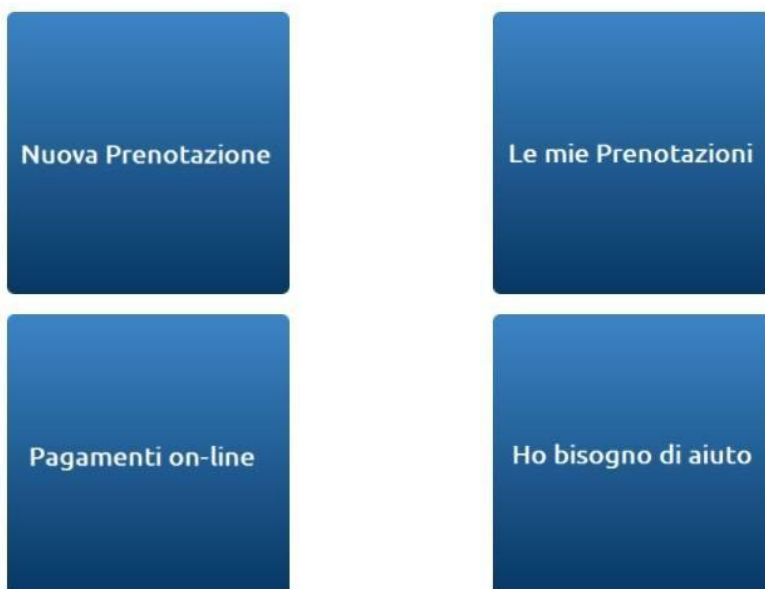 Nuova Prenotazione
Le mie Prenotazioni
Pagamenti on-line
Ho bisogno di aiuto